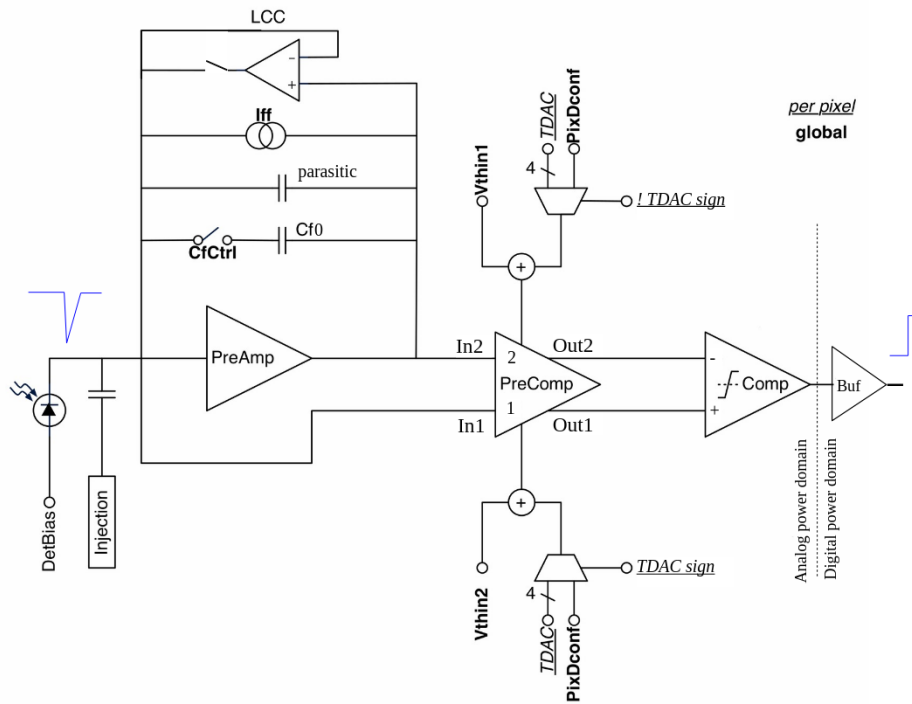 LCC
-
+
Iff
parasitic
Cf0
CfCtrl
per pixel
global
TDAC
PixDconf
4
Vthin1
! TDAC sign
+
PreAmp
In2
2
Out2
PreComp
In1
1
Out1
-
Comp
+
Buf
DetBias
Injection
+
Analog power domain
Digital power domain
Vthin2
TDAC sign
4
TDAC
PixDconf